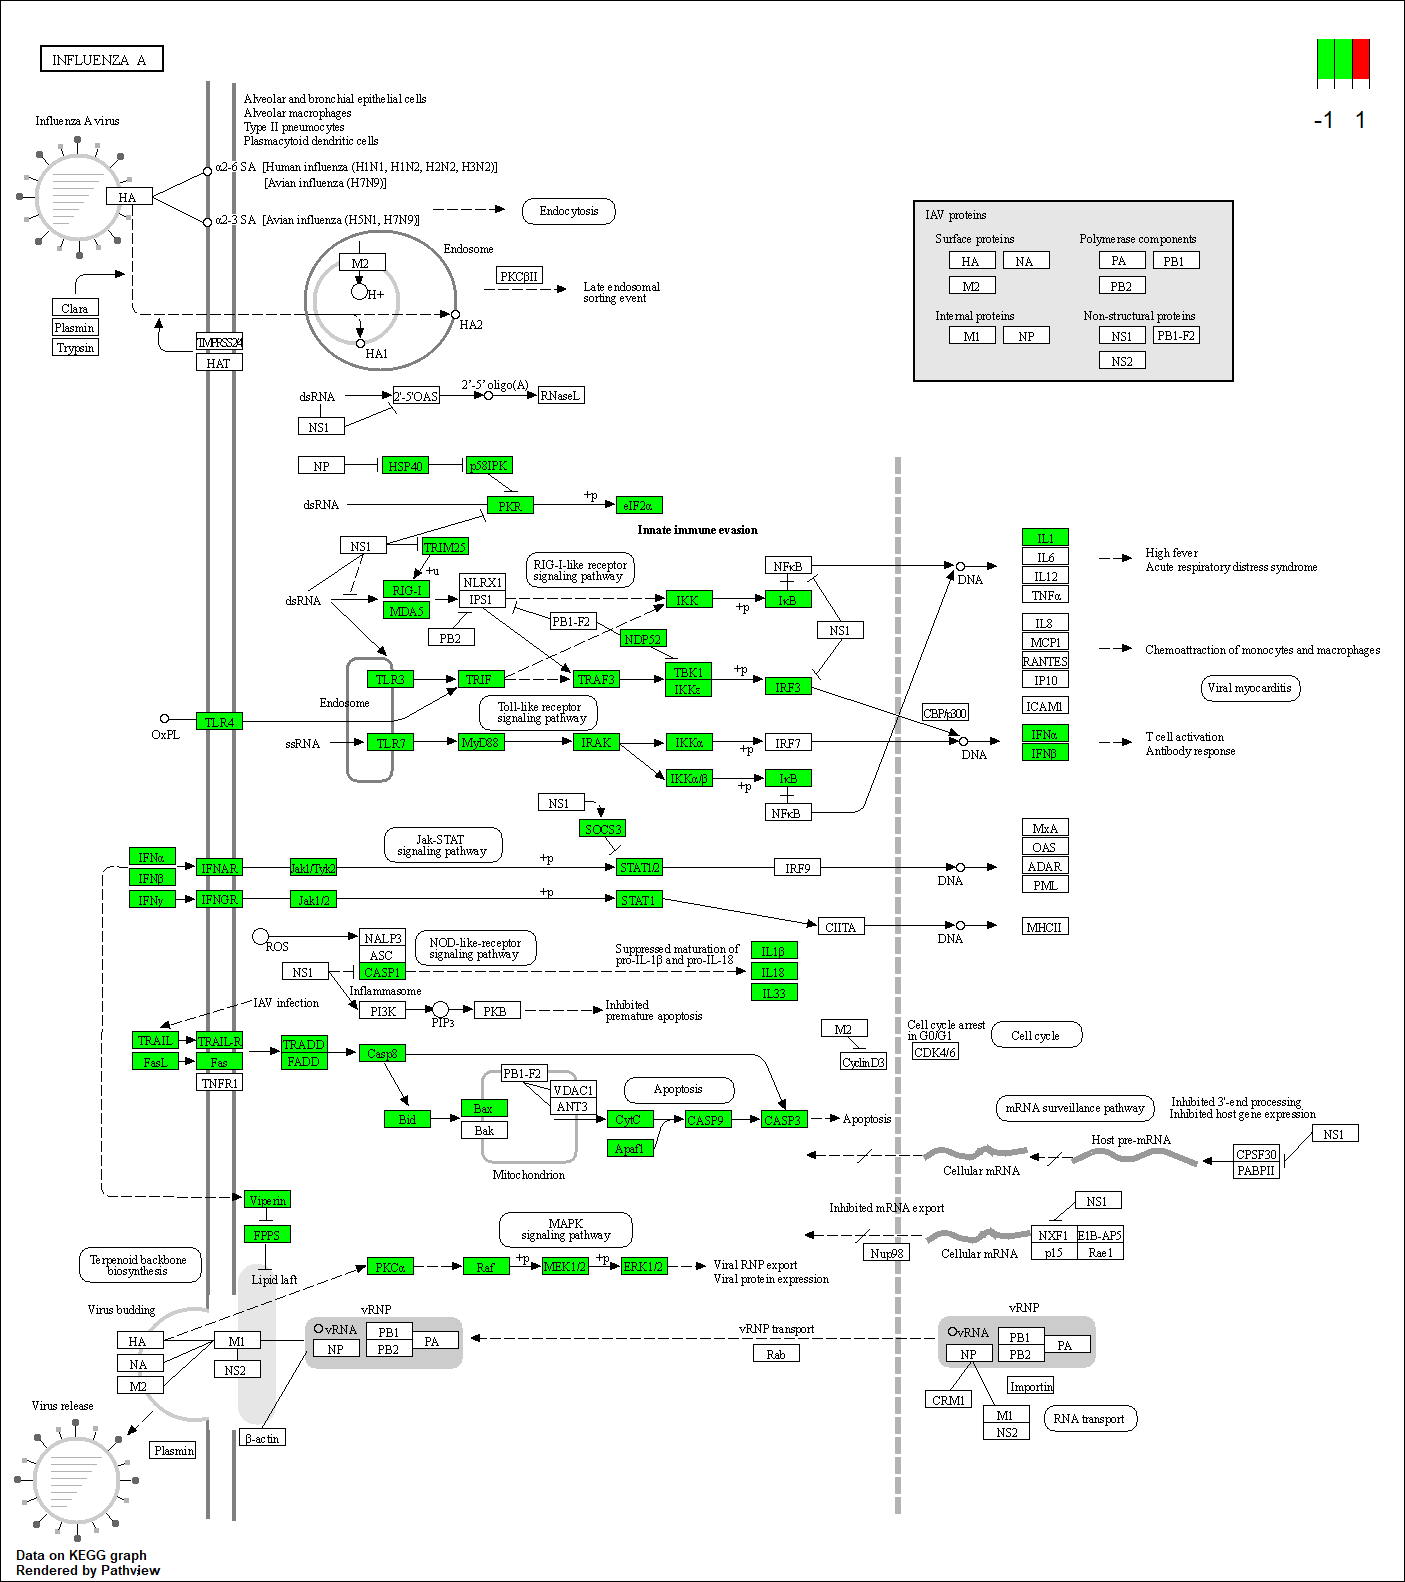 INFLUENZA A
-1 1
Alveolar and bronchial epithelial cells
Alveolar macrophages
Type II pneumocytes
Plasmacytoid dendritic cells
Influenza A virus
α2-6 SA [Human influenza (H1N1, H1N2, H2N2, H3N2)]
[Avian influenza (H7N9)]
HA
α2-3 SA [Avian influenza (H5N1, H7N9)]
Endocytosis
IAV proteins
Surface proteins
Polymerase components
HA NA
PA PB1
M2
PB2
Internal proteins
Non-structural proteins
M1 NP
NS1 PB1-F2
NS2
Endosome
M2
H+
PKCβII
Late endosomal
sorting event
Clara
Plasmin
Trypsin
HA2
HA1
HAT
dsRNA
2'-5'OAS
2'-5' oligo(A)
RNaseL
NS1
NP
HSP40
p58IPK
dsRNA
PKR
+p
eIF2α
Innate immune evasion
NS1
TRIM25
+u
RIG-I
MDA5
dsRNA
NLRX1
IPS1
PB2
RIG-I-like receptor
signaling pathway
PB1-F2
IKK
+p
NFκB
IκB
NS1
NDP52
DNA
IL1
IL6
IL12
TNFα
High fever
Acute respiratory distress syndrome
IL8
MCP1
RANTES
IP10
ICAM1
Chemoattraction of monocytes and macrophages
Viral myocarditis
Endosome
TLR3
TRIF
TRAF3
TBK1
IKKε
+p
IRF3
CBP/p300
OxPL
TLR4
Toll-like receptor
signaling pathway
ssRNA
TLR7
MyD88
IRAK
IKKα
+p
IRF7
DNA
IFNα
IFNβ
T cell activation
Antibody response
IKKα/β
+p
IκB
NFκB
NS1
SOCS3
Jak-STAT
signaling pathway
IFNα
IFNβ
IFNAR
Jak1/Tyk2
+p
STAT1/2
IRF9
DNA
MxA
OAS
ADAR
PML
IFNγ
IFNGR
Jak1/2
+p
STAT1
CIITA
DNA
MHCII
ROS
NALP3
ASC
CASP1
NOD-like-receptor
signaling pathway
Suppressed maturation of
pro-IL-1β and pro-IL-18
IL1β
IL18
IL33
NS1
Inflammasome
IAV infection
PI3K
PIP3
PKB
Inhibited
premature apoptosis
TRAIL
TRAIL-R
FasL
Fas
TNFR1
TRADD
FADD
Casp8
M2
CyclinD3
Cell cycle arrest
in G0/G1
CDK4/6
Cell cycle
PB1-F2
VDAC1
ANT3
Apoptosis
Bid
Bax
Bak
CytC
CASP9
CASP3
Apoptosis
Apaf1
Mitochondrion
mRNA surveillance pathway
Inhibited 3'-end processing
Inhibited host gene expression
NS1
Host pre-mRNA
CPSF30
PABPII
Cellular mRNA
Viperin
FPPS
Lipid laft
Inhibited mRNA export
NS1
NXF1 E1B-AP5
p15 Rae1
Nup98
Cellular mRNA
MAPK
signaling pathway
Terpenoid backbone
biosynthesis
PKCα
Raf
+p
MEK1/2
+p
ERK1/2
Viral RNP export
Viral protein expression
Virus budding
HA
NA
M2
M1
NS2
vRNP
vRNA
NP
PB1
PB2
PA
vRNP transport
Rab
vRNP
vRNA
NP
PB1
PB2
PA
CRM1
Importin
M1
NS2
RNA transport
Virus release
Plasmin
β-actin
Data on KEGG graph
Rendered by Pathview